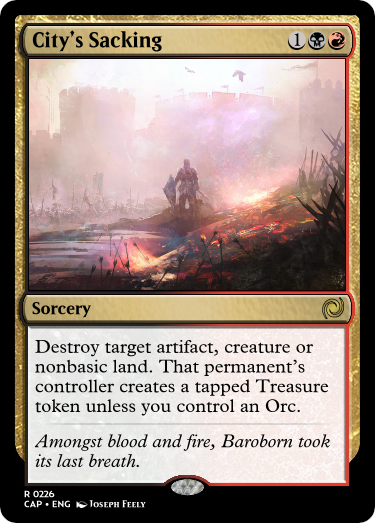 City's Sacking
1
Sorcery
Destroy target artifact, creature or
nonbasic land. That permanent's
controller creates a tapped Treasure
token unless you control an Orc.
Amongst blood and fire, Baroborn took
its last breath.
R 0226
CAP • ENG Joseph Feely